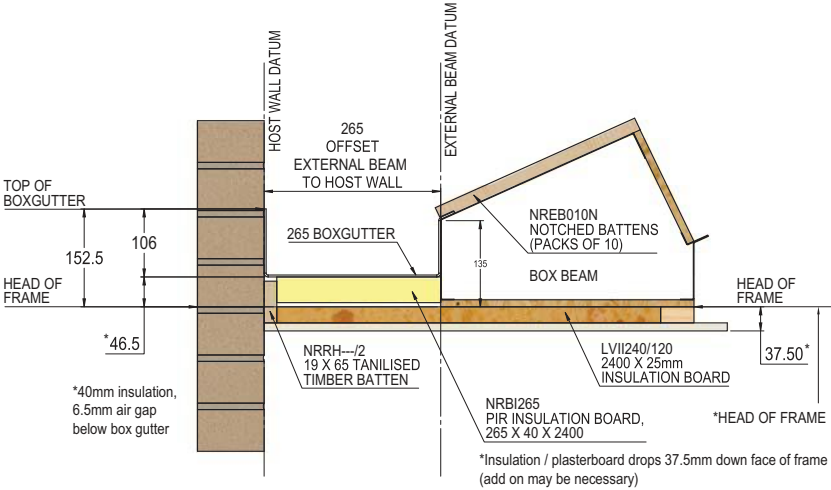 HOST WALL DATUM
EXTERNAL BEAM DATUM
265
OFFSET
EXTERNAL BEAM
TO HOST WALL
TOP OF
BOXGUTTER
152.5
106
HEAD OF
FRAME
*46.5
265 BOXGUTTER
135
NREB010N
NOTCHED BATTENS
(PACKS OF 10)
BOX BEAM
HEAD OF
FRAME
37.50*
*40mm insulation,
6.5mm air gap
below box gutter
NRRH---/2
19 X 65 TANILISED
TIMBER BATTEN
NRBI265
PIR INSULATION BOARD,
265 X 40 X 2400
LVII240/120
2400 X 25mm
INSULATION BOARD
*HEAD OF FRAME
*Insulation / plasterboard drops 37.5mm down face of frame
(add on may be necessary)